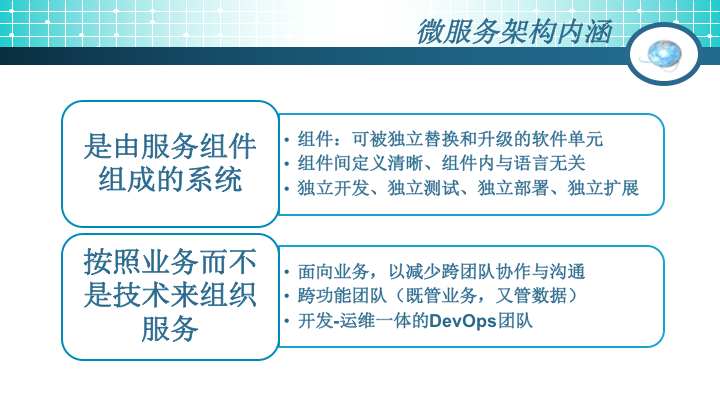 微服务架构内涵
是由服务组件
组成的系统
• 组件：可被独立替换和升级的软件单元
• 组件间定义清晰、组件内与语言无关
• 独立开发、独立测试、独立部署、独立扩展
按照业务而不
是技术来组织
服务
• 面向业务，以减少跨团队协作与沟通
• 跨功能团队（既管业务，又管数据）
• 开发-运维一体的DevOps团队